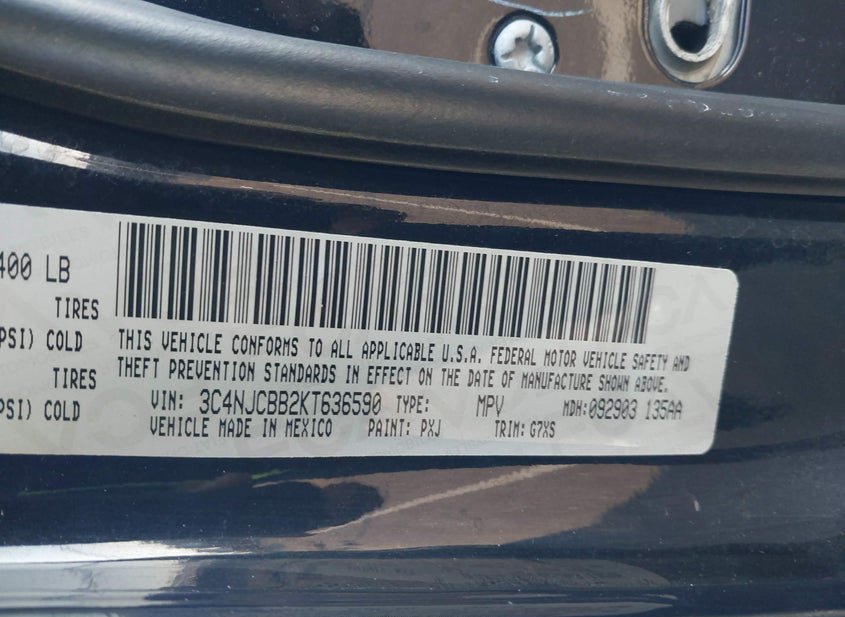 400 LB
TIRES
PSI) COLD
TIRES
PSI) COLD
THIS VEHICLE CONFORMS TO ALL APPLICABLE U.S.A. FEDERAL MOTOR VEHICLE SAFETY AND
THEFT PREVENTION STANDARDS IN EFFECT ON THE DATE OF MANUFACTURE SHOWN ABOVE.
VIN: 3C4NJCBB2KT636590 TYPE: MPV MDH:092903 135AA
VEHICLE MADE IN MEXICO PAINT: PXJ TRIM: G7XS